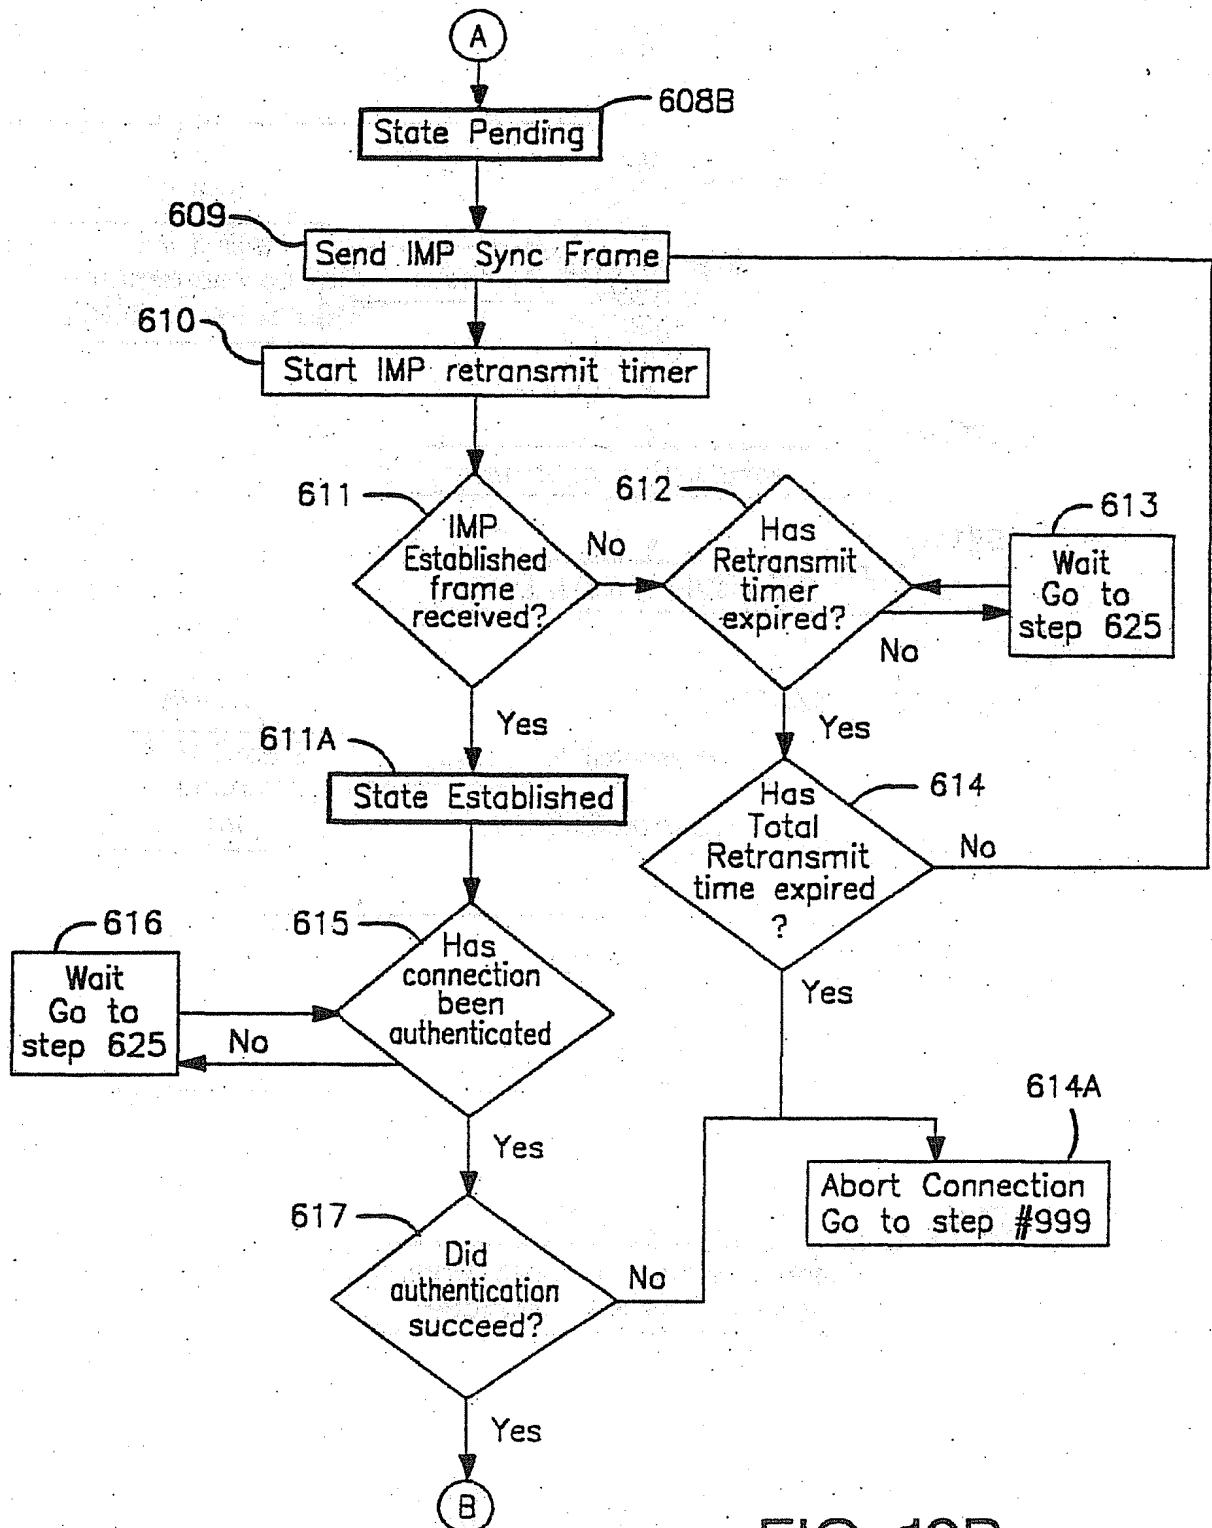 A
608B
State Pending
609
Send IMP Sync Frame
610
Start IMP retransmit timer
611
IMP
Established
frame
received?
No
612
Has
Retransmit
timer
expired?
613
Wait
Go to
step 625
No
Yes
Yes
611A
State Established
614
Has
Total
Retransmit
time expired
?
No
616
Wait
Go to
step 625
615
Has
connection
been
authenticated
No
Yes
Yes
614A
Abort Connection
Go to step #999
617
Did
authentication
succeed?
No
Yes
B